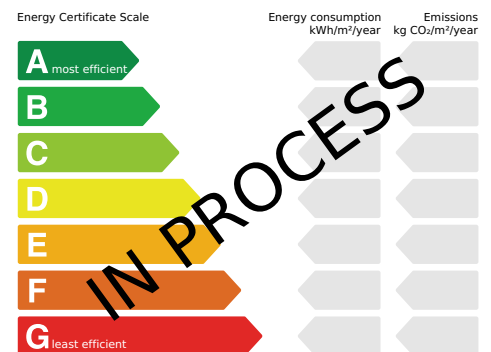 Energy Certificate Scale
Energy consumption
kWh/m²/year
Emissions
kg CO₂/m²/year
A most efficient
B
C
D
E
F
G least efficient
IN PROCESS